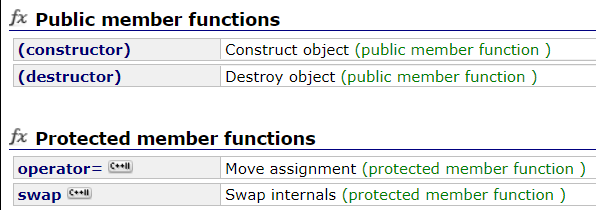 fx Public member functions
(constructor) Construct object (public member function )
(destructor) Destroy object (public member function )
fx Protected member functions
operator= C++11 Move assignment (protected member function )
swap C++11 Swap internals (protected member function )